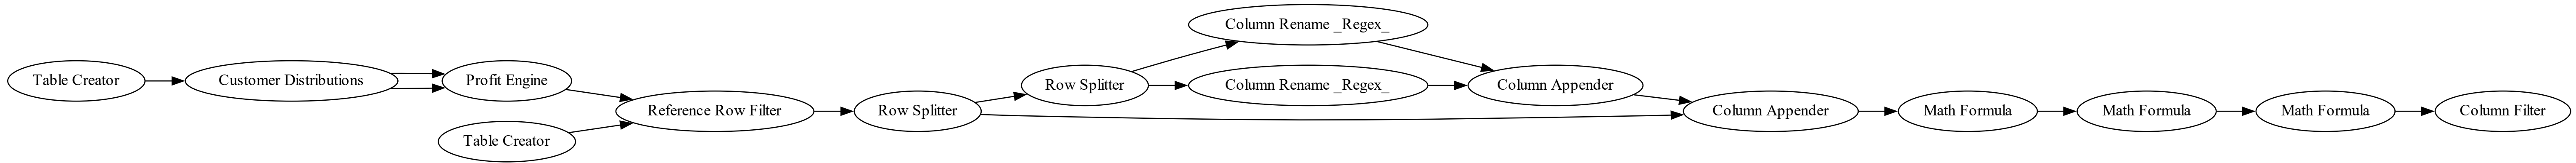 Table Creator
Customer Distributions
Profit Engine
Table Creator
Reference Row Filter
Row Splitter
Row Splitter
Column Rename _Regex_
Column Rename _Regex_
Column Appender
Column Appender
Math Formula
Math Formula
Math Formula
Column Filter